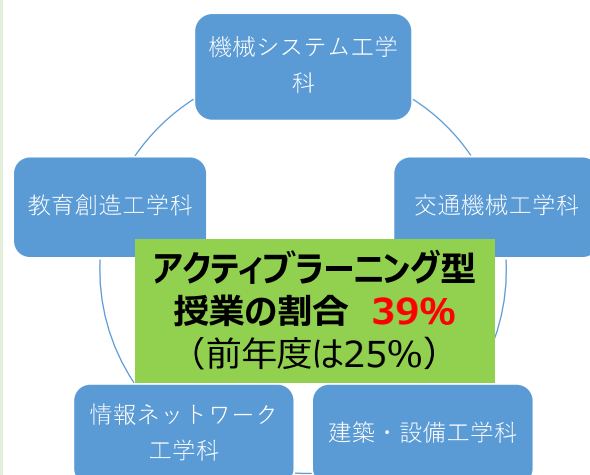 機械システム工学
科
教育創造工学科
交通機械工学科
アクティブラーニング型
授業の割合 39%
（前年度は25%）
情報ネットワーク
工学科
建築・設備工学科